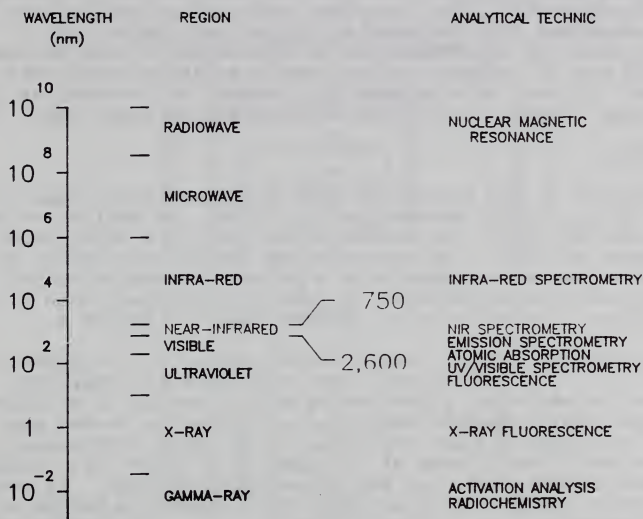 WAVELENGTH REGION ANALYTICAL TECHNIC
(nm)
10^10
RADIOWAVE NUCLEAR MAGNETIC
RESONANCE
10^8
MICROWAVE
10^6
INFRA-RED INFRA-RED SPECTROMETRY
10^4 750
NEAR-INFRARED NIR SPECTROMETRY
VISIBLE EMISSION SPECTROMETRY
ATOMIC ABSORPTION
10^2 2,600 UV/VISIBLE SPECTROMETRY
ULTRAVIOLET FLUORESCENCE
1 X-RAY X-RAY FLUORESCENCE
10^-2 GAMMA-RAY ACTIVATION ANALYSIS
RADIOCHEMISTRY